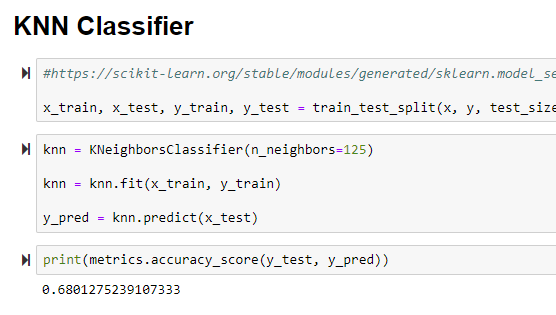 KNN Classifier
#https://scikit-learn.org/stable/modules/generated/sklearn.model_se
x_train, x_test, y_train, y_test = train_test_split(x, y, test_size
knn = KNeighborsClassifier(n_neighbors=125)
knn = knn.fit(x_train, y_train)
y_pred = knn.predict(x_test)
print(metrics.accuracy_score(y_test, y_pred))
0.6801275239107333